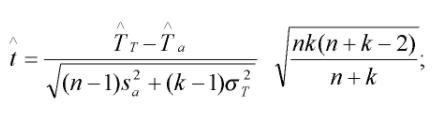 t̂ = (T̂_T − T̂_a) / √((n−1)s_a² + (k−1)σ_T²) √(nk(n+k−2) / (n+k));